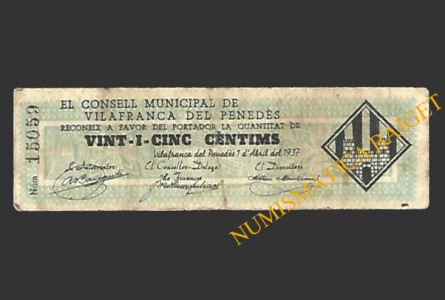 EL CONSELL MUNICIPAL DE
VILAFRANCA DEL PENEDÈS
RECONEIX A FAVOR DEL PORTADOR LA QUANTITAT DE
VINT-I-CINC CÈNTIMS
Vilafranca del Penedès 1 d'Abril del 1937
L'Interventor El Conseller-Delegat El Dipositari
de Finances
Núm. 15059
NUMISMATICA BAIGET